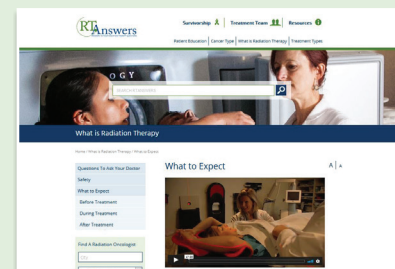 RTAnswers
Survivorship | Treatment Team | Resources
Patient Education | Cancer Type | What is Radiation Therapy | Treatment Types
OGY
What is Radiation Therapy
Home / What is Radiation Therapy / What to Expect
Questions To Ask Your Doctor
Safety
What to Expect
Before Treatment
During Treatment
After Treatment
Find A Radiation Oncologist
City
What to Expect
A | A